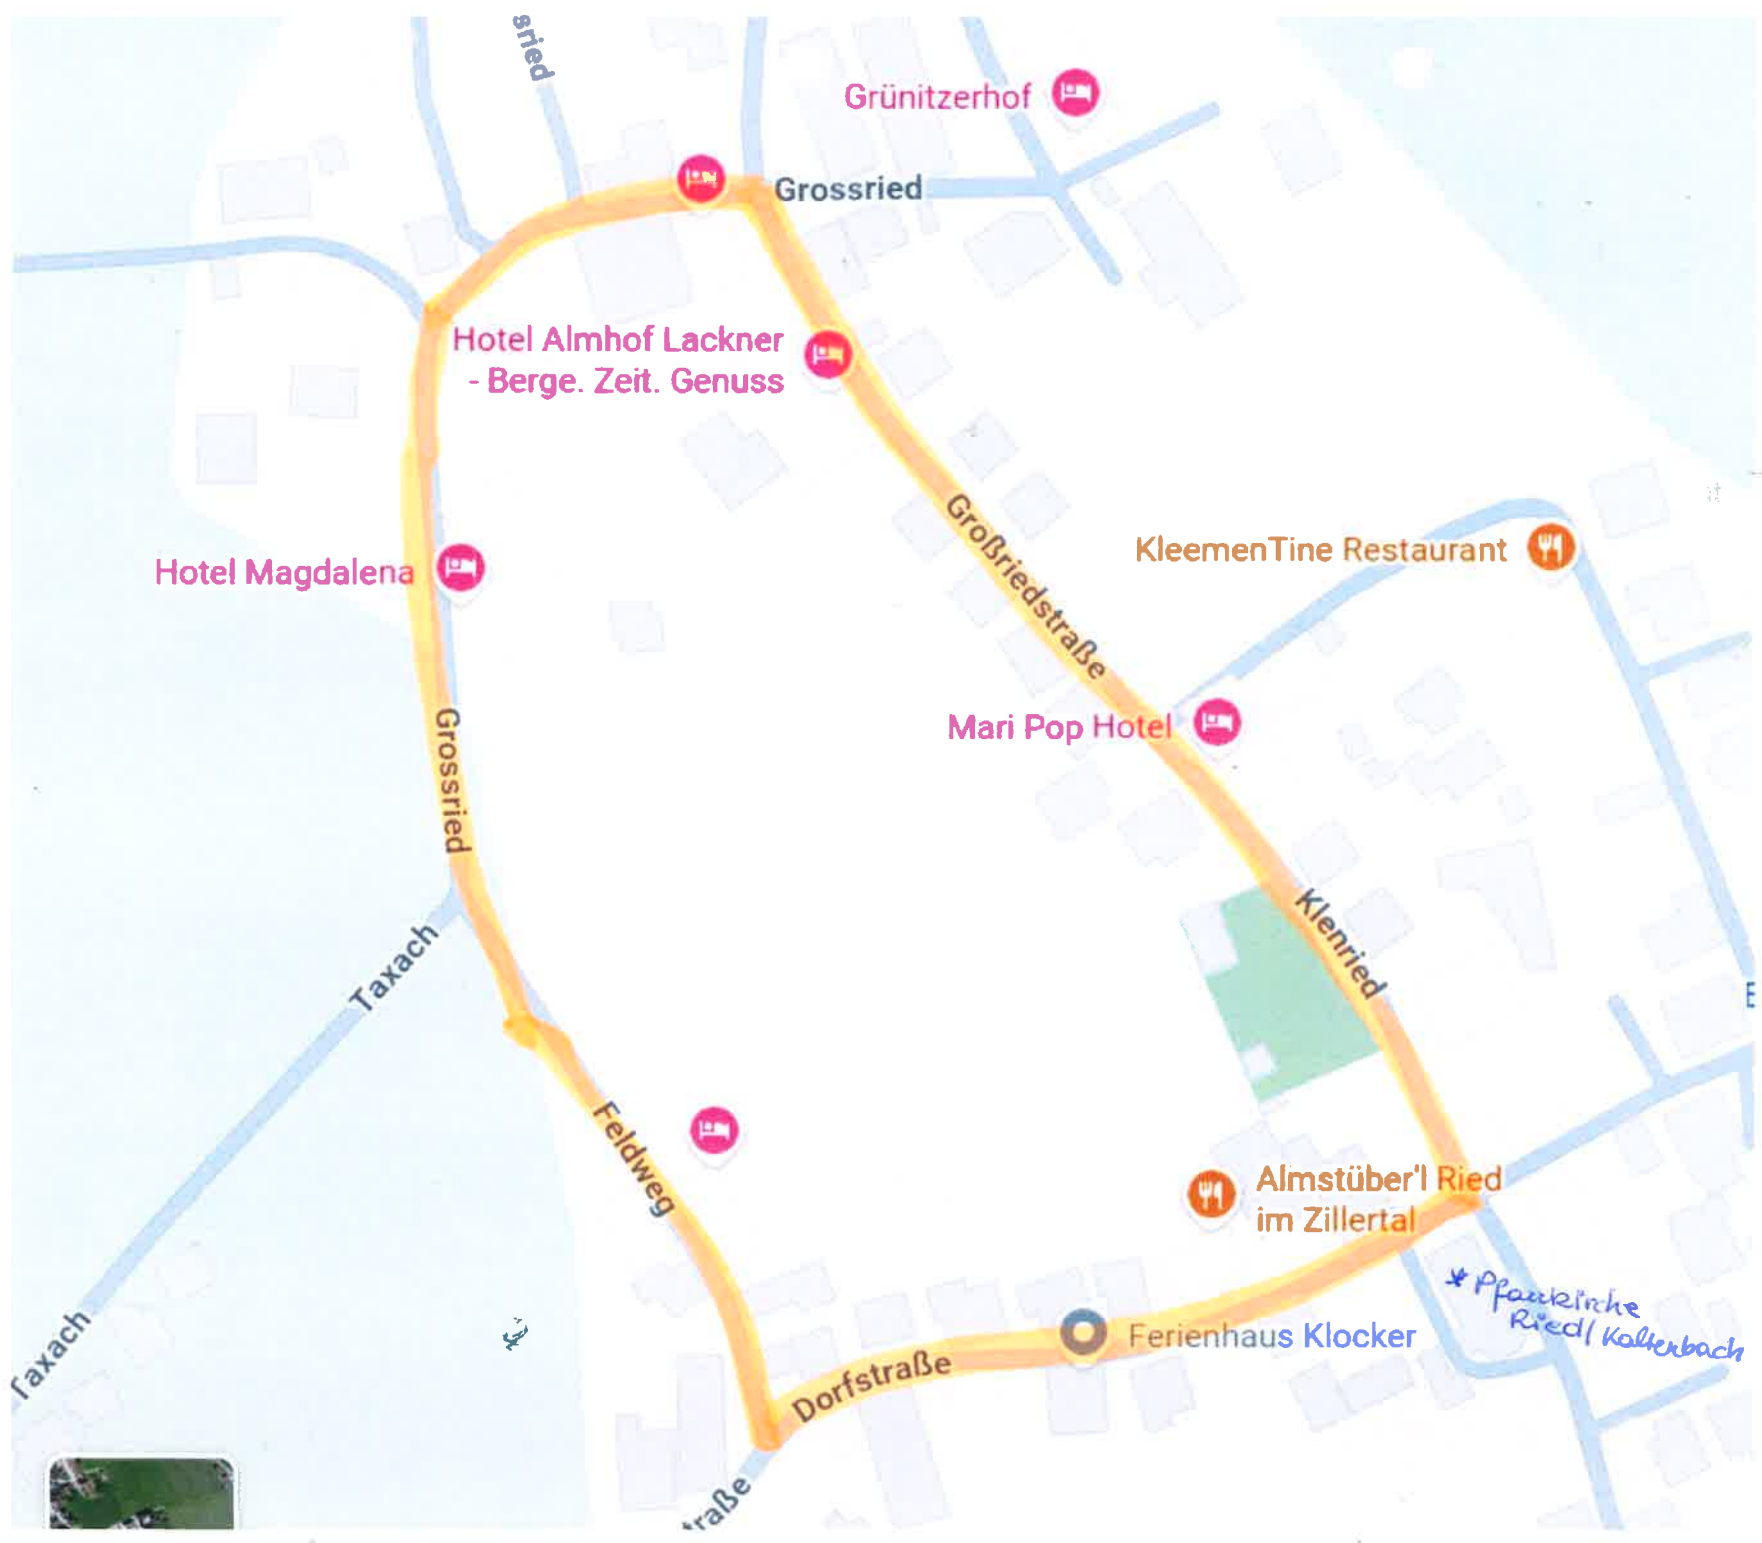 sried
Grünitzerhof
Grossried
Hotel Almhof Lackner
- Berge. Zeit. Genuss
Großriedstraße
KleemenTine Restaurant
Hotel Magdalena
Mari Pop Hotel
Grossried
Klenried
Taxach
E
Feldweg
Almstüber'l Ried
im Zillertal
* Pfarrkirche
Ried/Kaltenbach
Ferienhaus Klocker
Taxach
Dorfstraße
traße